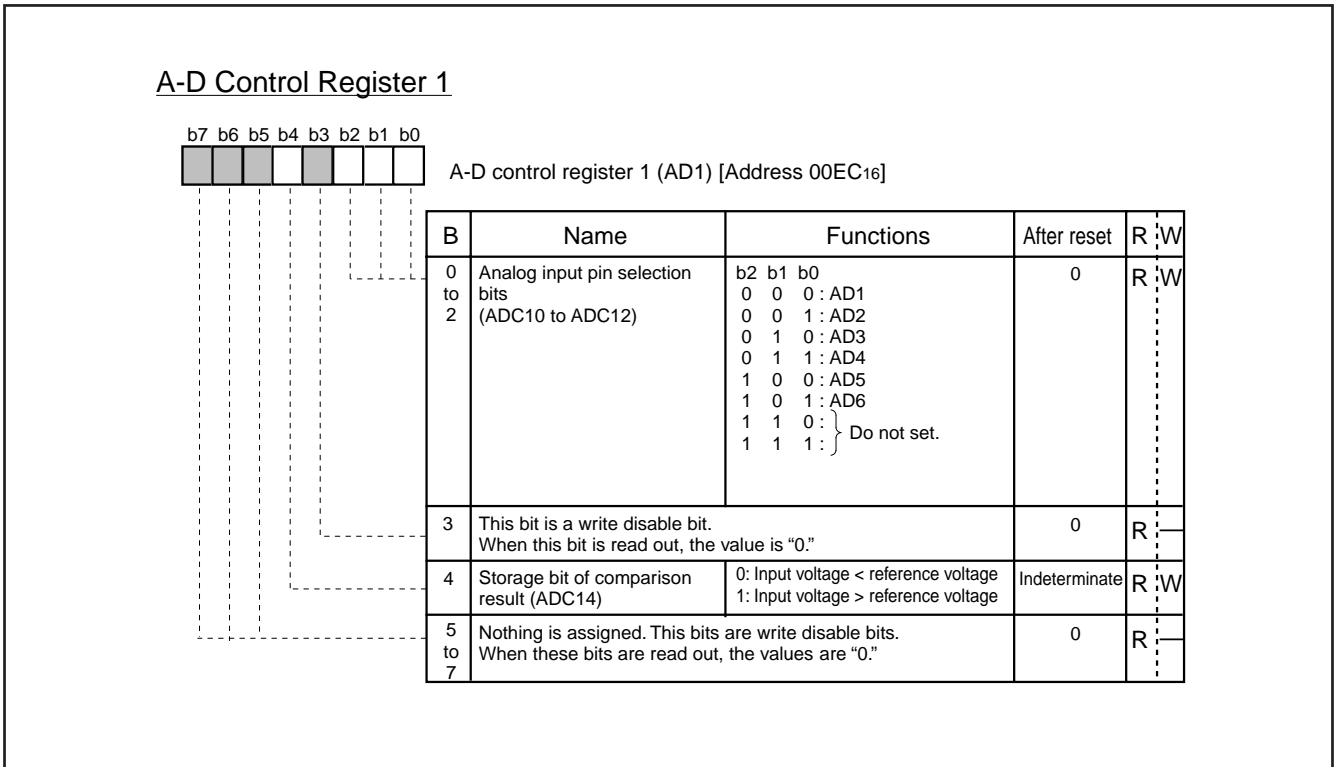 A-D Control Register 1
b7 b6 b5 b4 b3 b2 b1 b0
A-D control register 1 (AD1) [Address 00EC16]
B Name Functions After reset R W
0 to 2
Analog input pin selection
bits
(ADC10 to ADC12)
b2 b1 b0
0 0 0 : AD1
0 0 1 : AD2
0 1 0 : AD3
0 1 1 : AD4
1 0 0 : AD5
1 0 1 : AD6
1 1 0 :
1 1 1 :
Do not set.
0
R W
3
This bit is a write disable bit.
When this bit is read out, the value is “0.”
0
R —
4
Storage bit of comparison
result (ADC14)
0: Input voltage < reference voltage
1: Input voltage > reference voltage
Indeterminate
R W
5 to 7
Nothing is assigned. This bits are write disable bits.
When these bits are read out, the values are “0.”
0
R —